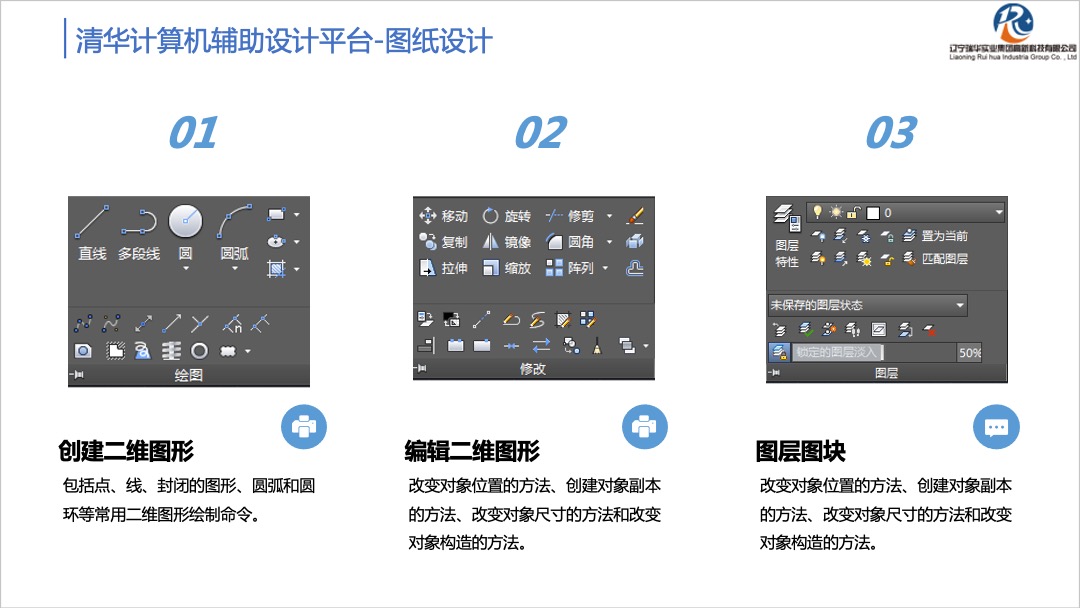 清华计算机辅助设计平台-图纸设计
辽宁瑞华实业集团高新科技有限公司
Liaoning Rui hua Industria Group Co. , Ltd
01
02
03
直线 多段线 圆 圆弧
绘图
移动 旋转 修剪
复制 镜像 圆角
拉伸 缩放 阵列
修改
0
图层
特性
置为当前
匹配图层
未保存的图层状态
锁定的图层淡入
50%
图层
创建二维图形
包括点、线、封闭的图形、圆弧和圆
环等常用二维图形绘制命令。
编辑二维图形
改变对象位置的方法、创建对象副本
的方法、改变对象尺寸的方法和改变
对象构造的方法。
图层图块
改变对象位置的方法、创建对象副本
的方法、改变对象尺寸的方法和改变
对象构造的方法。